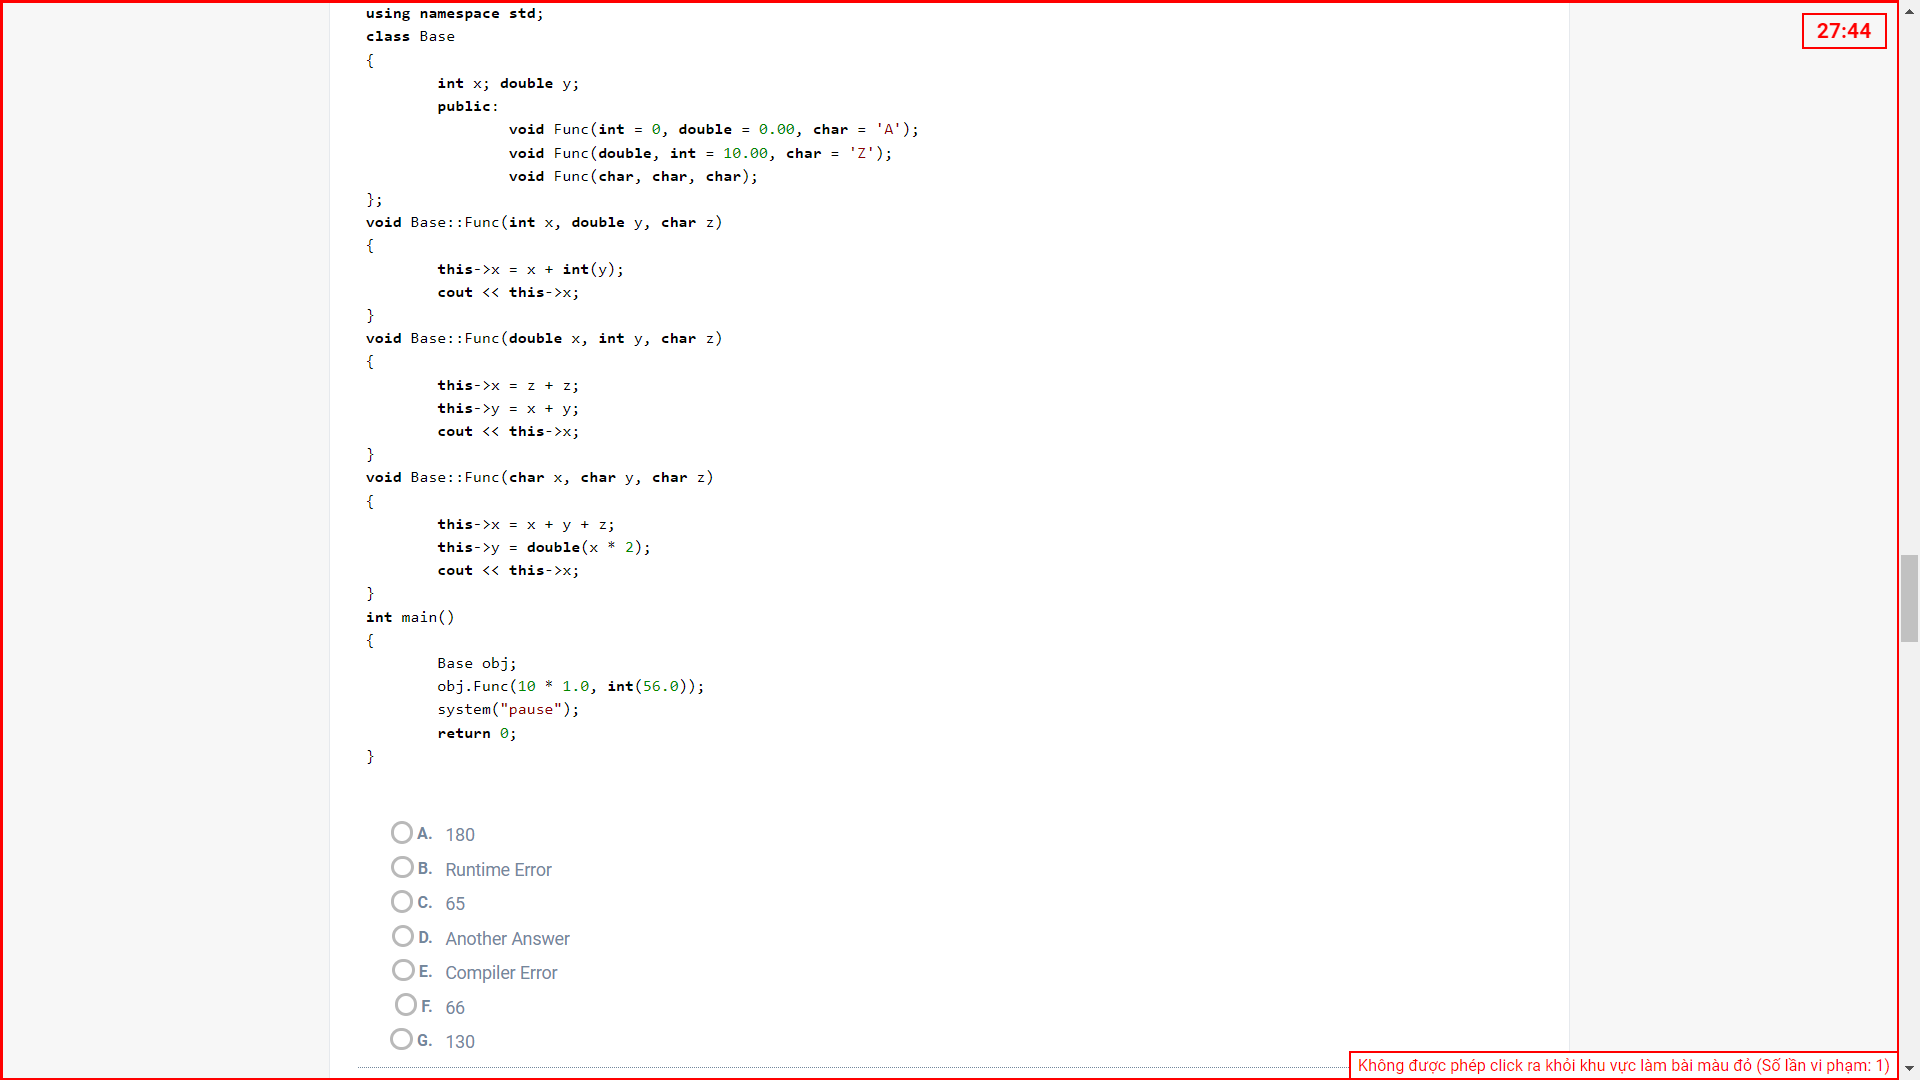 using namespace std;
27:44
class Base
{
int x; double y;
public:
void Func(int = 0, double = 0.00, char = 'A');
void Func(double, int = 10.00, char = 'Z');
void Func(char, char, char);
};
void Base::Func(int x, double y, char z)
{
this->x = x + int(y);
cout << this->x;
}
void Base::Func(double x, int y, char z)
{
this->x = z + z;
this->y = x + y;
cout << this->x;
}
void Base::Func(char x, char y, char z)
{
this->x = x + y + z;
this->y = double(x * 2);
cout << this->x;
}
int main()
{
Base obj;
obj.Func(10 * 1.0, int(56.0));
system("pause");
return 0;
}
A. 180
B. Runtime Error
C. 65
D. Another Answer
E. Compiler Error
F. 66
G. 130
Không được phép click ra khỏi khu vực làm bài màu đỏ (Số lần vi phạm: 1)